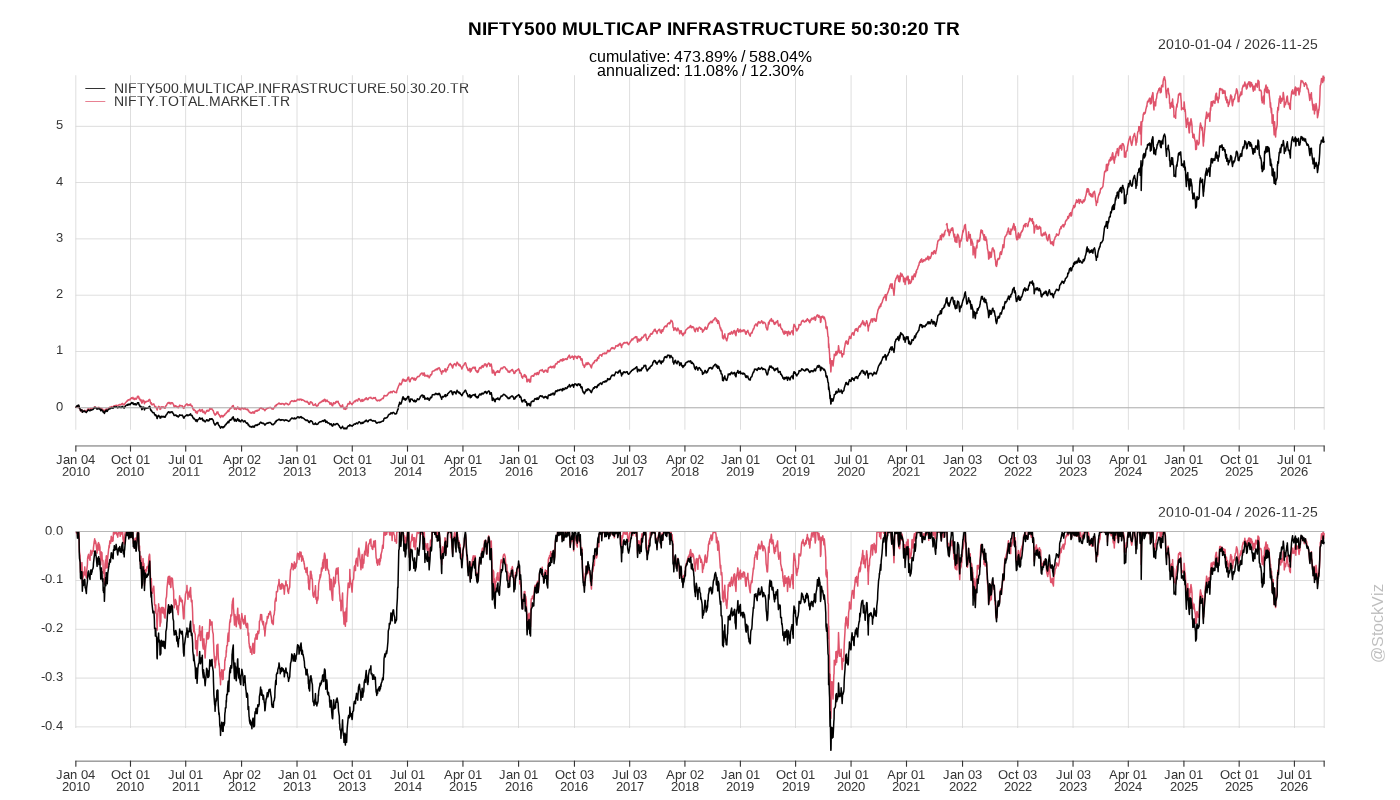 NIFTY500 MULTICAP INFRASTRUCTURE 50:30:20 TR
2010-01-04 / 2026-11-25
cumulative: 473.89% / 588.04%
annualized: 11.08% / 12.30%
NIFTY500.MULTICAP.INFRASTRUCTURE.50.30.20.TR
NIFTY.TOTAL.MARKET.TR
5
4
3
2
1
0
Jan 04 Oct 01 Jul 01 Apr 02 Jan 01 Oct 01 Jul 01 Apr 01 Jan 01 Oct 03 Jul 03 Apr 02 Jan 01 Oct 01 Jul 01 Apr 01 Jan 03 Oct 03 Jul 03 Apr 01 Jan 01 Oct 01 Jul 01
2010 2010 2011 2012 2013 2013 2014 2015 2016 2016 2017 2018 2019 2019 2020 2021 2022 2022 2023 2024 2025 2025 2026
2010-01-04 / 2026-11-25
0.0
-0.1
-0.2
-0.3
-0.4
Jan 04 Oct 01 Jul 01 Apr 02 Jan 01 Oct 01 Jul 01 Apr 01 Jan 01 Oct 03 Jul 03 Apr 02 Jan 01 Oct 01 Jul 01 Apr 01 Jan 03 Oct 03 Jul 03 Apr 01 Jan 01 Oct 01 Jul 01
2010 2010 2011 2012 2013 2013 2014 2015 2016 2016 2017 2018 2019 2019 2020 2021 2022 2022 2023 2024 2025 2025 2026
@StockViz